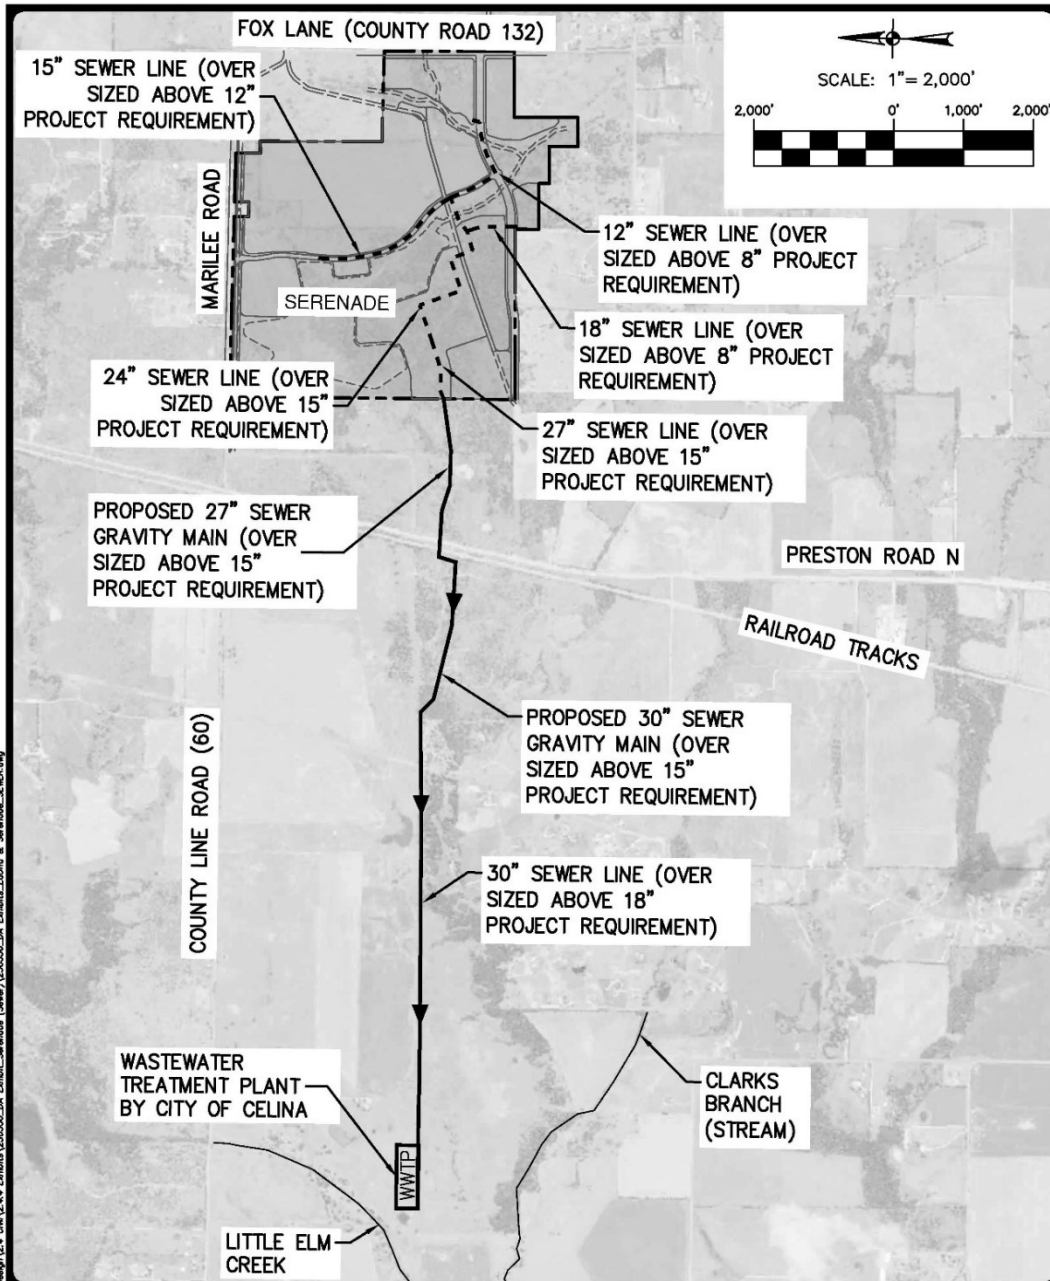 FOX LANE (COUNTY ROAD 132)
15" SEWER LINE (OVER
SIZED ABOVE 12"
PROJECT REQUIREMENT)
SCALE: 1"= 2,000'
2,000' 0' 1,000' 2,000'
MARILEE ROAD
12" SEWER LINE (OVER
SIZED ABOVE 8" PROJECT
REQUIREMENT)
SERENADE
18" SEWER LINE (OVER
SIZED ABOVE 8" PROJECT
REQUIREMENT)
24" SEWER LINE (OVER
SIZED ABOVE 15"
PROJECT REQUIREMENT)
27" SEWER LINE (OVER
SIZED ABOVE 15"
PROJECT REQUIREMENT)
PROPOSED 27" SEWER
GRAVITY MAIN (OVER
SIZED ABOVE 15"
PROJECT REQUIREMENT)
PRESTON ROAD N
RAILROAD TRACKS
PROPOSED 30" SEWER
GRAVITY MAIN (OVER
SIZED ABOVE 15"
PROJECT REQUIREMENT)
COUNTY LINE ROAD (60)
30" SEWER LINE (OVER
SIZED ABOVE 18"
PROJECT REQUIREMENT)
WASTEWATER
TREATMENT PLANT
BY CITY OF CELINA
CLARKS
BRANCH
(STREAM)
WWTP
LITTLE ELM
CREEK